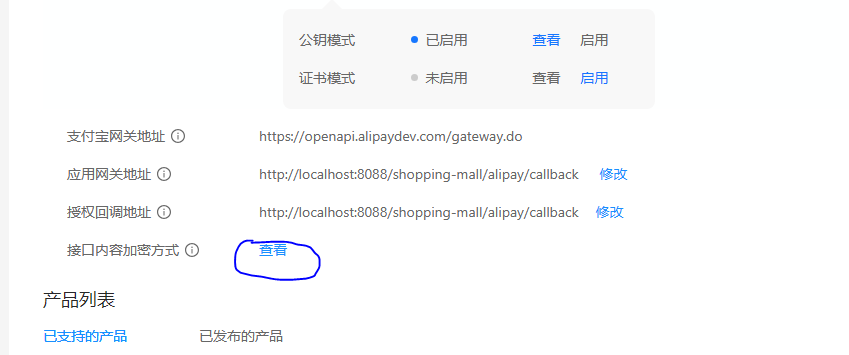 公钥模式 已启用 查看 启用
证书模式 未启用 查看 启用
支付宝网关地址 https://openapi.alipaydev.com/gateway.do
应用网关地址 http://localhost:8088/shopping-mall/alipay/callback 修改
授权回调地址 http://localhost:8088/shopping-mall/alipay/callback 修改
接口内容加密方式 查看
产品列表
已支持的产品 已发布的产品